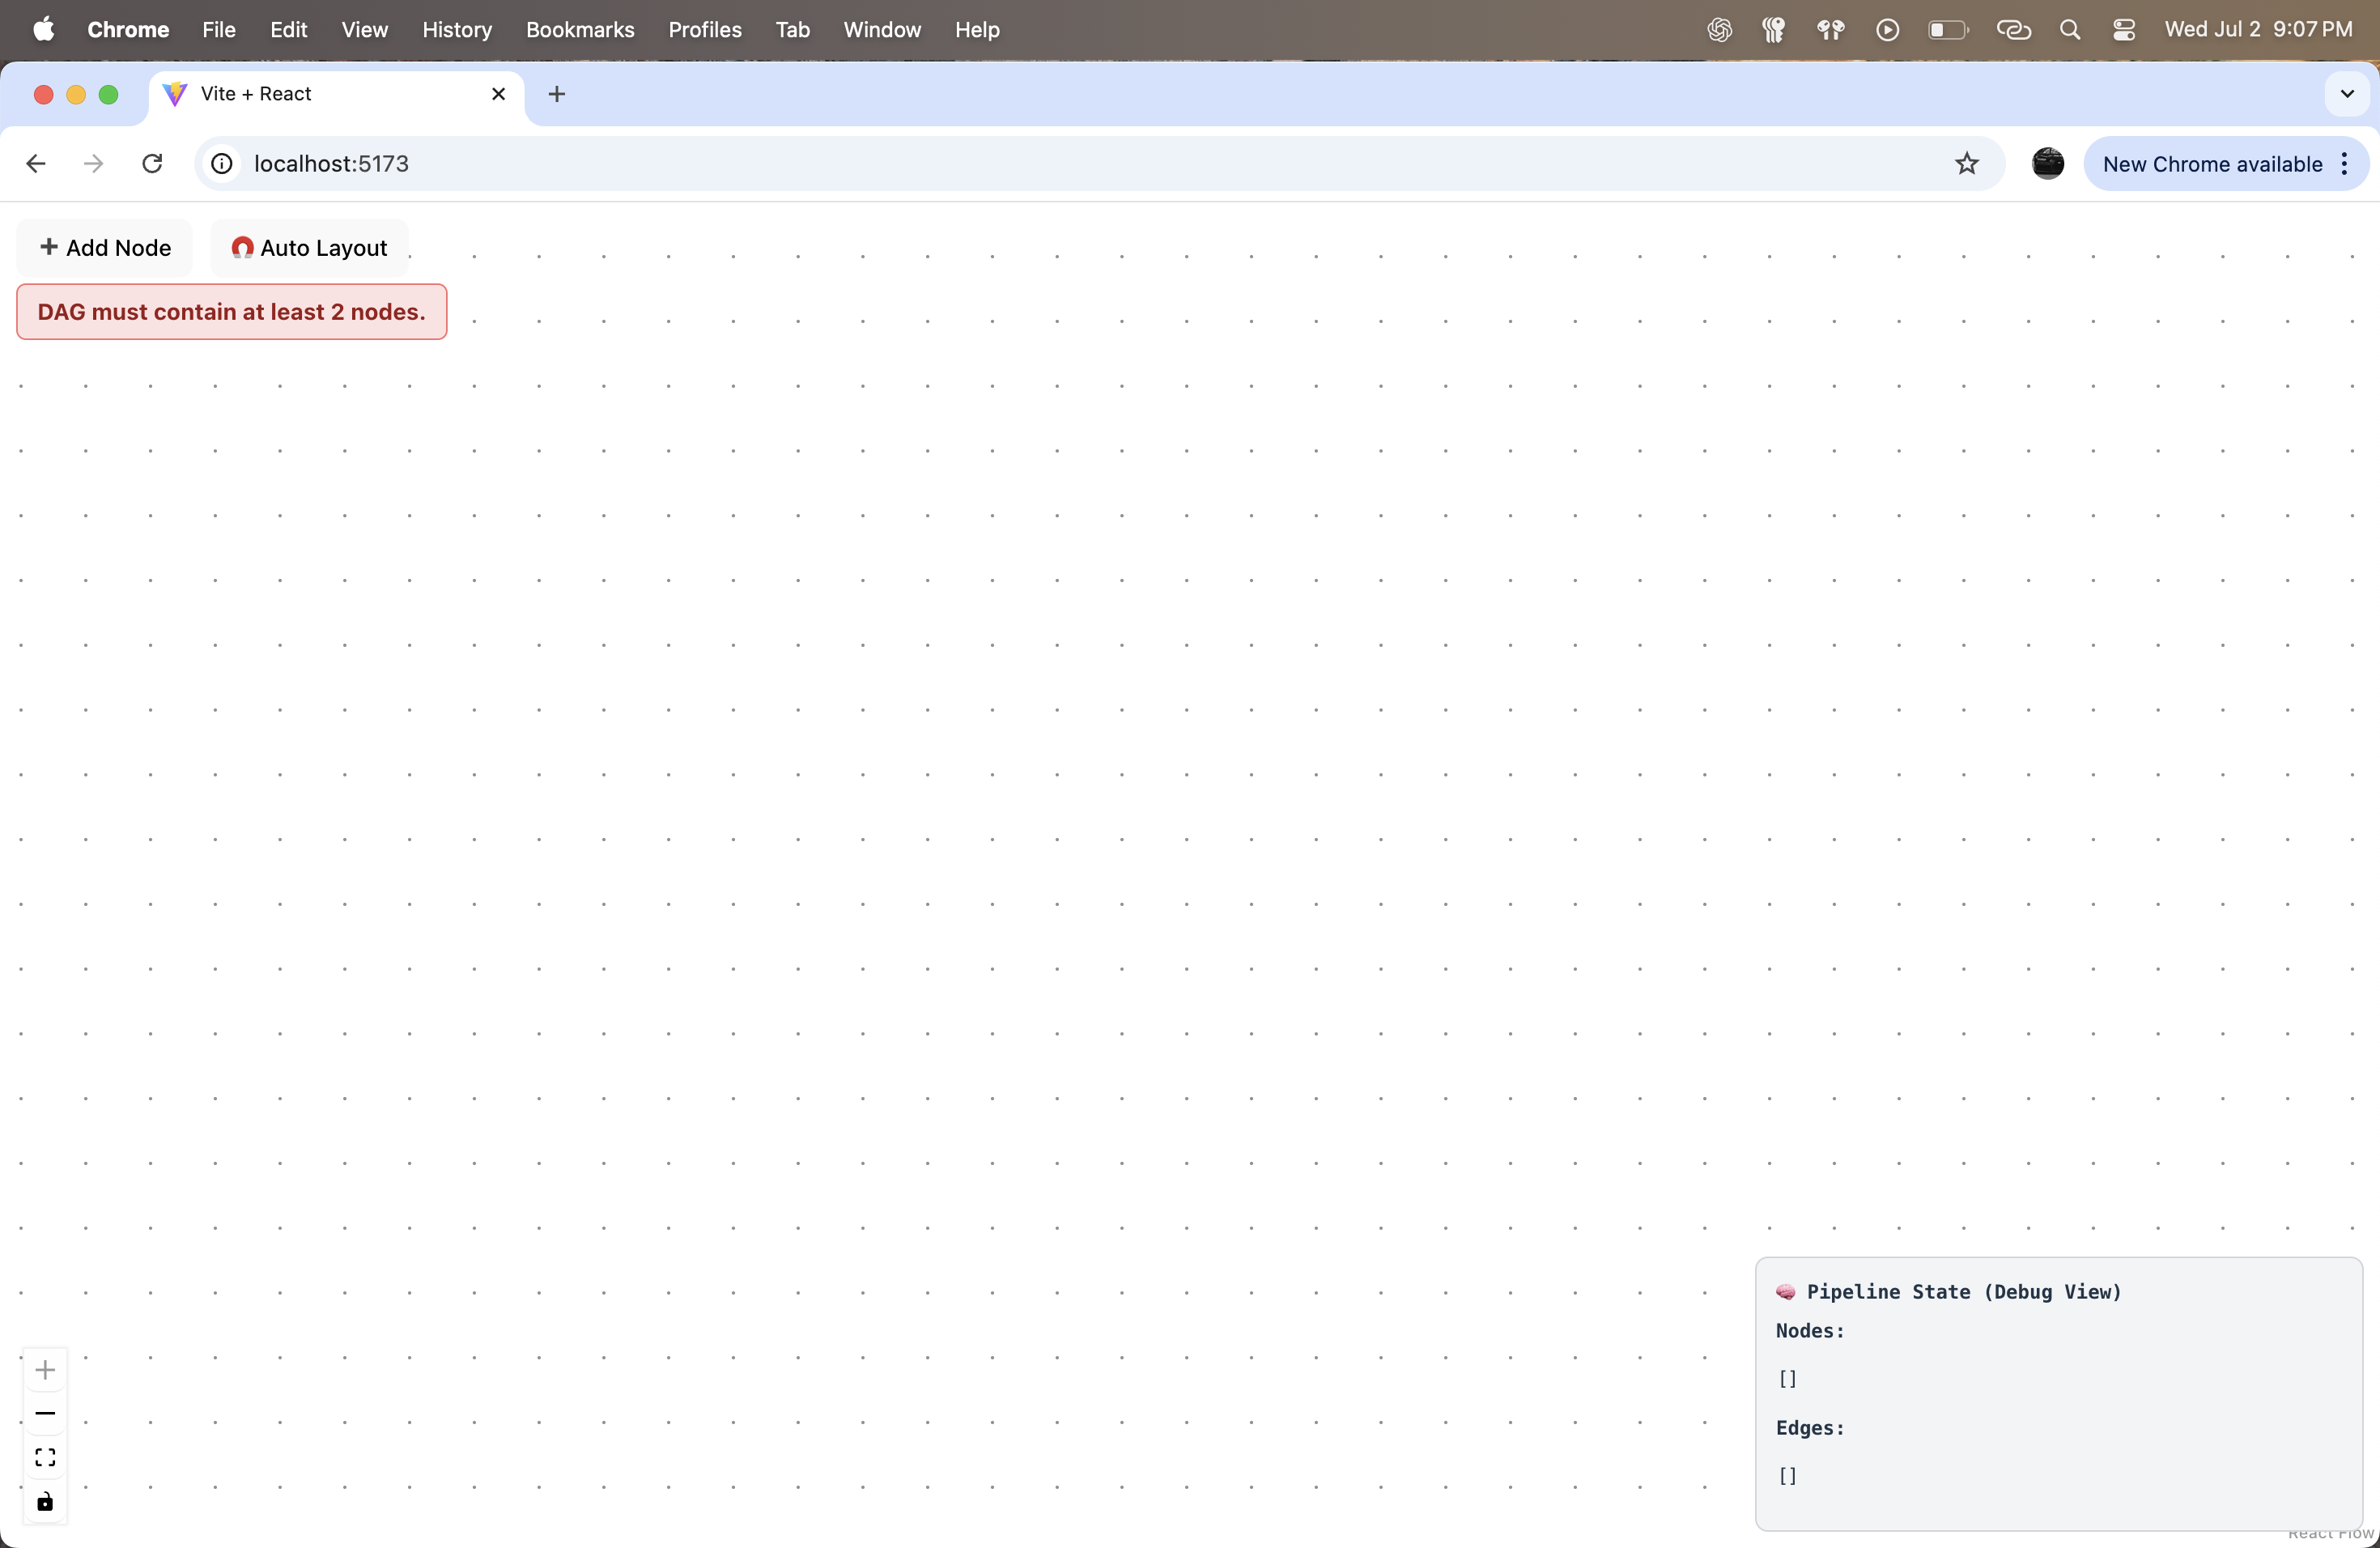 Chrome File Edit View History Bookmarks Profiles Tab Window Help Wed Jul 2 9:07 PM
Vite + React
localhost:5173 New Chrome available
Add Node Auto Layout
DAG must contain at least 2 nodes.
Pipeline State (Debug View)
Nodes:
[]
Edges:
[]
React Flow